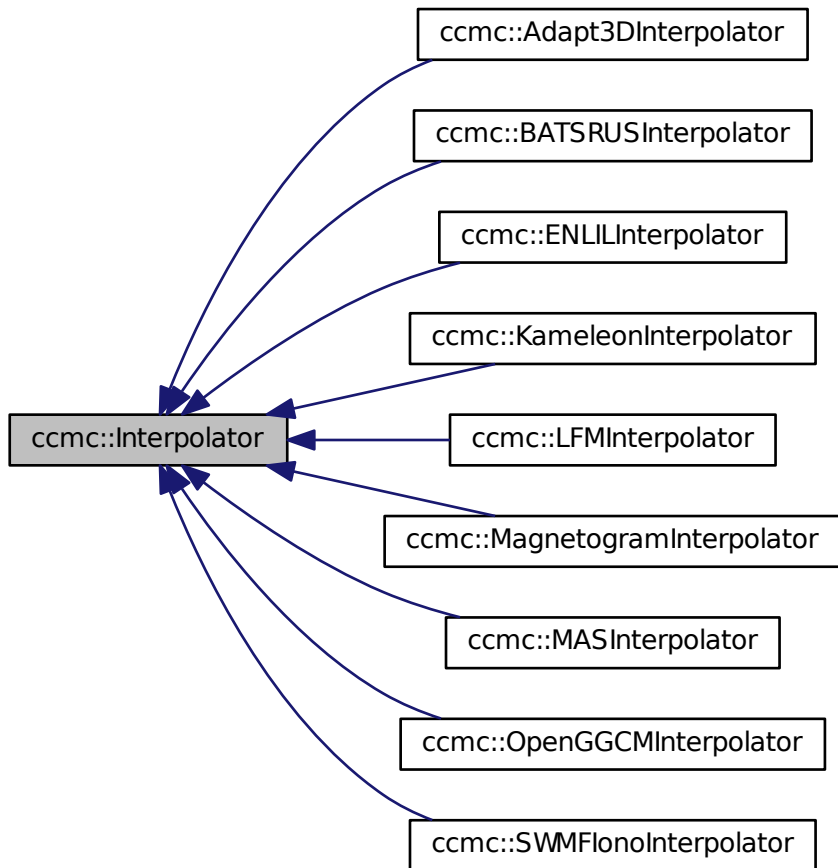 ccmc::Adapt3DInterpolator
ccmc::BATSRUSInterpolator
ccmc::ENLILInterpolator
ccmc::KameleonInterpolator
ccmc::Interpolator
ccmc::LFMInterpolator
ccmc::MagnetogramInterpolator
ccmc::MASInterpolator
ccmc::OpenGGCMInterpolator
ccmc::SWMFIonoInterpolator